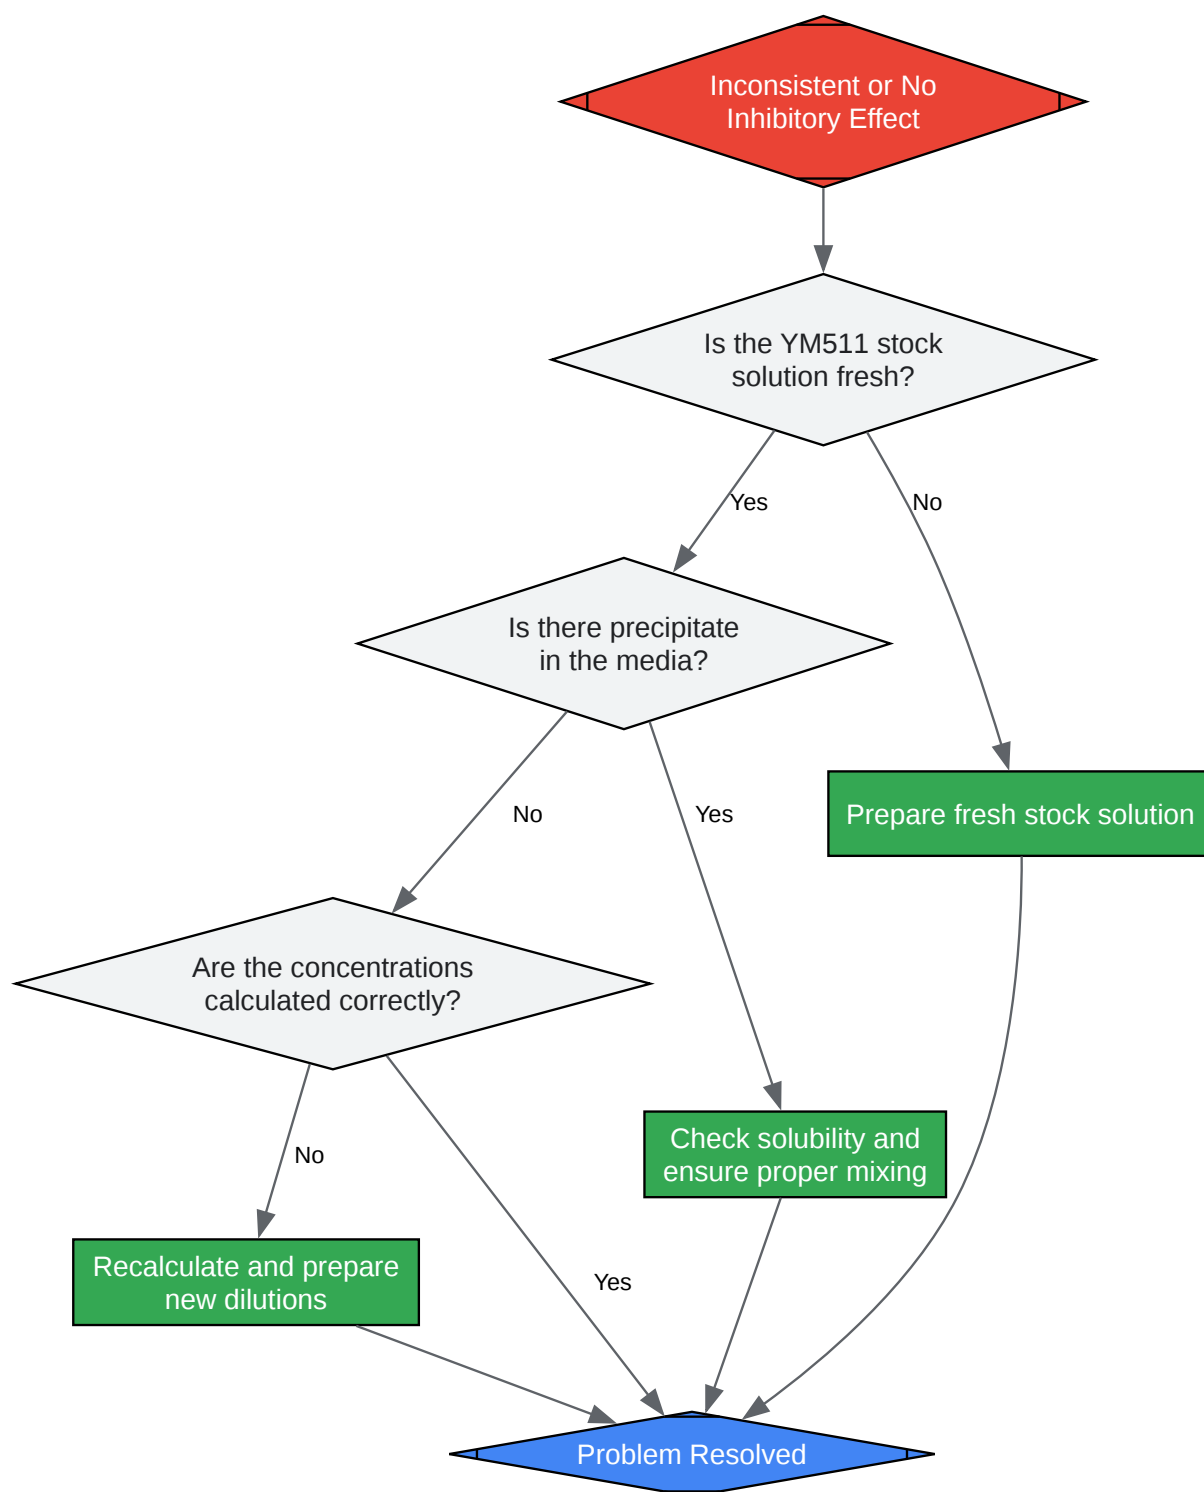 Inconsistent or No
Inhibitory Effect
Is the YM511 stock
solution fresh?
Yes
No
Is there precipitate
in the media?
No
Yes
Prepare fresh stock solution
Are the concentrations
calculated correctly?
No
Check solubility and
ensure proper mixing
Recalculate and prepare
new dilutions
Yes
Problem Resolved